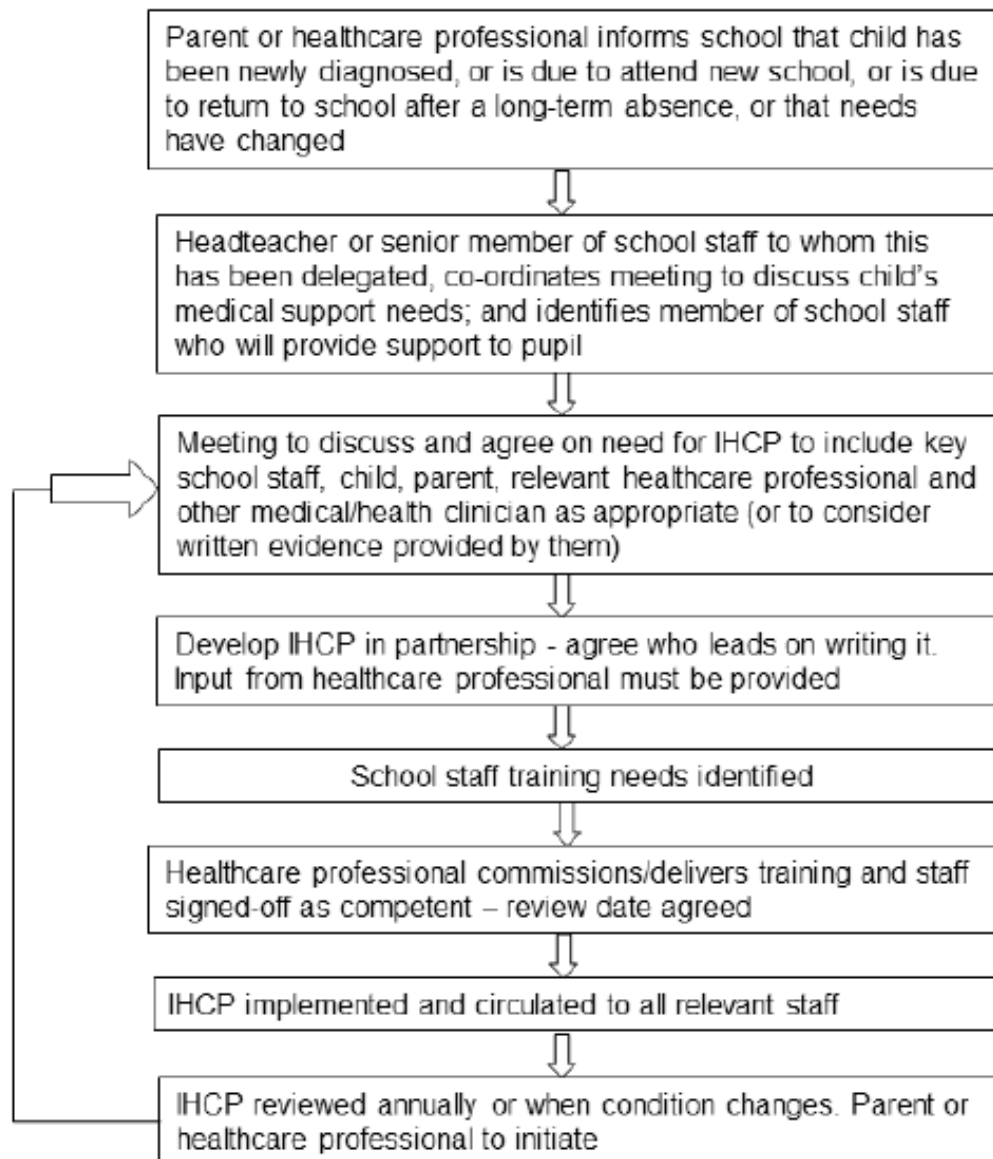 Parent or healthcare professional informs school that child has
been newly diagnosed, or is due to attend new school, or is due
to return to school after a long-term absence, or that needs
have changed
Headteacher or senior member of school staff to whom this
has been delegated, co-ordinates meeting to discuss child's
medical support needs; and identifies member of school staff
who will provide support to pupil
Meeting to discuss and agree on need for IHCP to include key
school staff, child, parent, relevant healthcare professional and
other medical/health clinician as appropriate (or to consider
written evidence provided by them)
Develop IHCP in partnership - agree who leads on writing it.
Input from healthcare professional must be provided
School staff training needs identified
Healthcare professional commissions/delivers training and staff
signed-off as competent – review date agreed
IHCP implemented and circulated to all relevant staff
IHCP reviewed annually or when condition changes. Parent or
healthcare professional to initiate